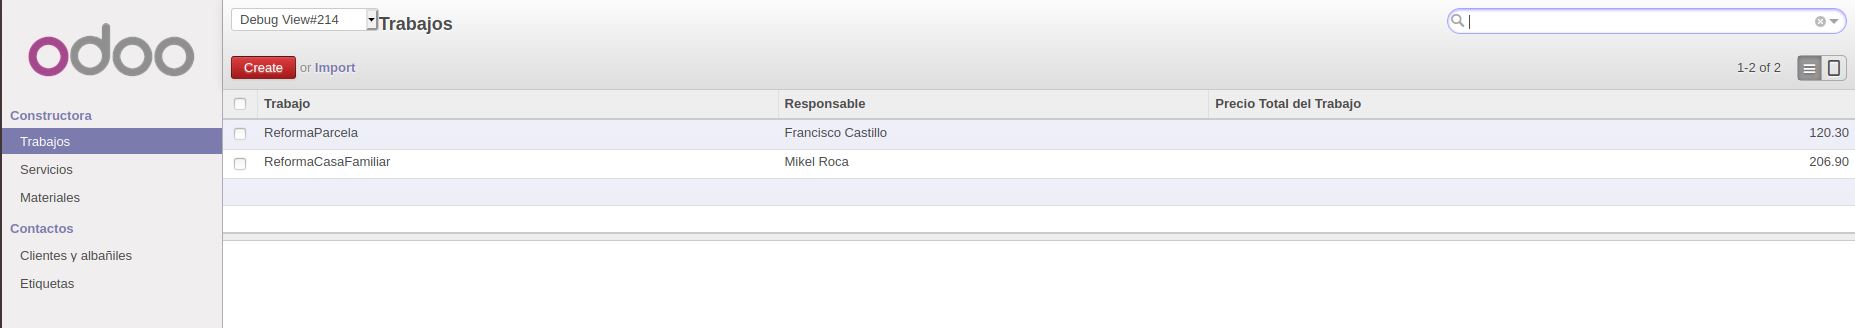 odoo
Constructora
Trabajos
Servicios
Materiales
Contactos
Clientes y albañiles
Etiquetas
Debug View#214 Trabajos
Create or Import 1-2 of 2
Trabajo Responsable Precio Total del Trabajo
ReformaParcela Francisco Castillo 120.30
ReformaCasaFamiliar Mikel Roca 206.90